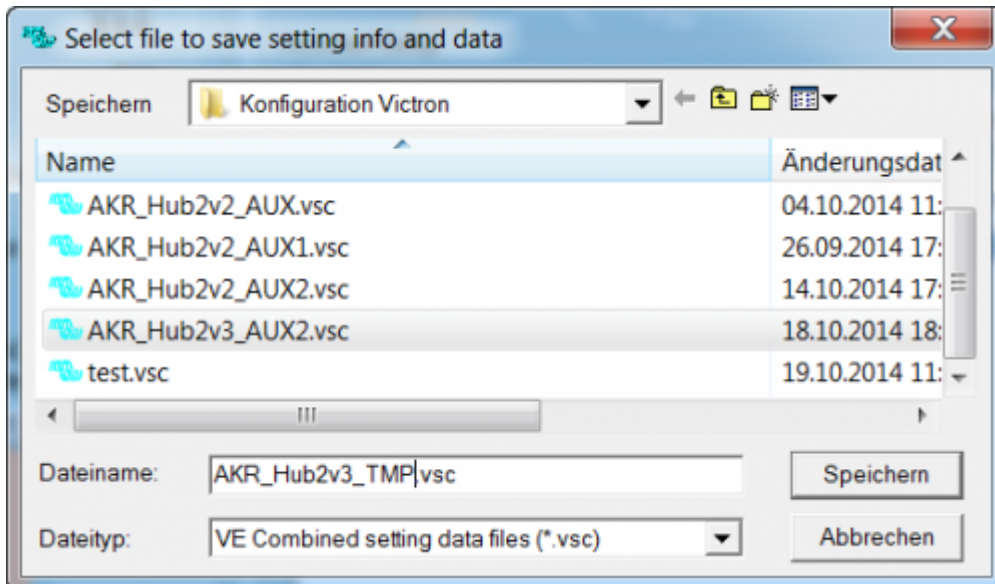 Select file to save setting info and data
Speichern Konfiguration Victron
Name Änderungsdat
AKR_Hub2v2_AUX.vsc 04.10.2014 11:
AKR_Hub2v2_AUX1.vsc 26.09.2014 17:
AKR_Hub2v2_AUX2.vsc 14.10.2014 17:
AKR_Hub2v3_AUX2.vsc 18.10.2014 18:
test.vsc 19.10.2014 11:
Dateiname: AKR_Hub2v3_TMP.vsc Speichern
Dateityp: VE Combined setting data files (*.vsc) Abbrechen